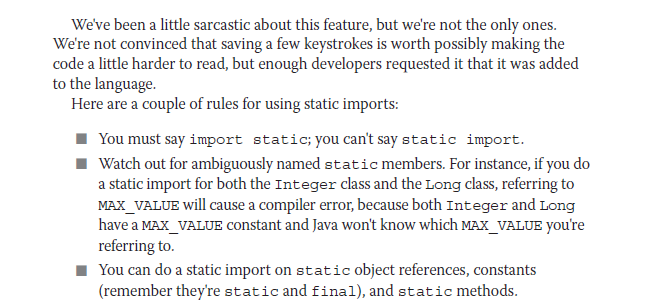 We've been a little sarcastic about this feature, but we're not the only ones.
We're not convinced that saving a few keystrokes is worth possibly making the
code a little harder to read, but enough developers requested it that it was added
to the language.
Here are a couple of rules for using static imports:
■ You must say import static; you can't say static import.
■ Watch out for ambiguously named static members. For instance, if you do
a static import for both the Integer class and the Long class, referring to
MAX_VALUE will cause a compiler error, because both Integer and Long
have a MAX_VALUE constant and Java won't know which MAX_VALUE you're
referring to.
■ You can do a static import on static object references, constants
(remember they're static and final), and static methods.